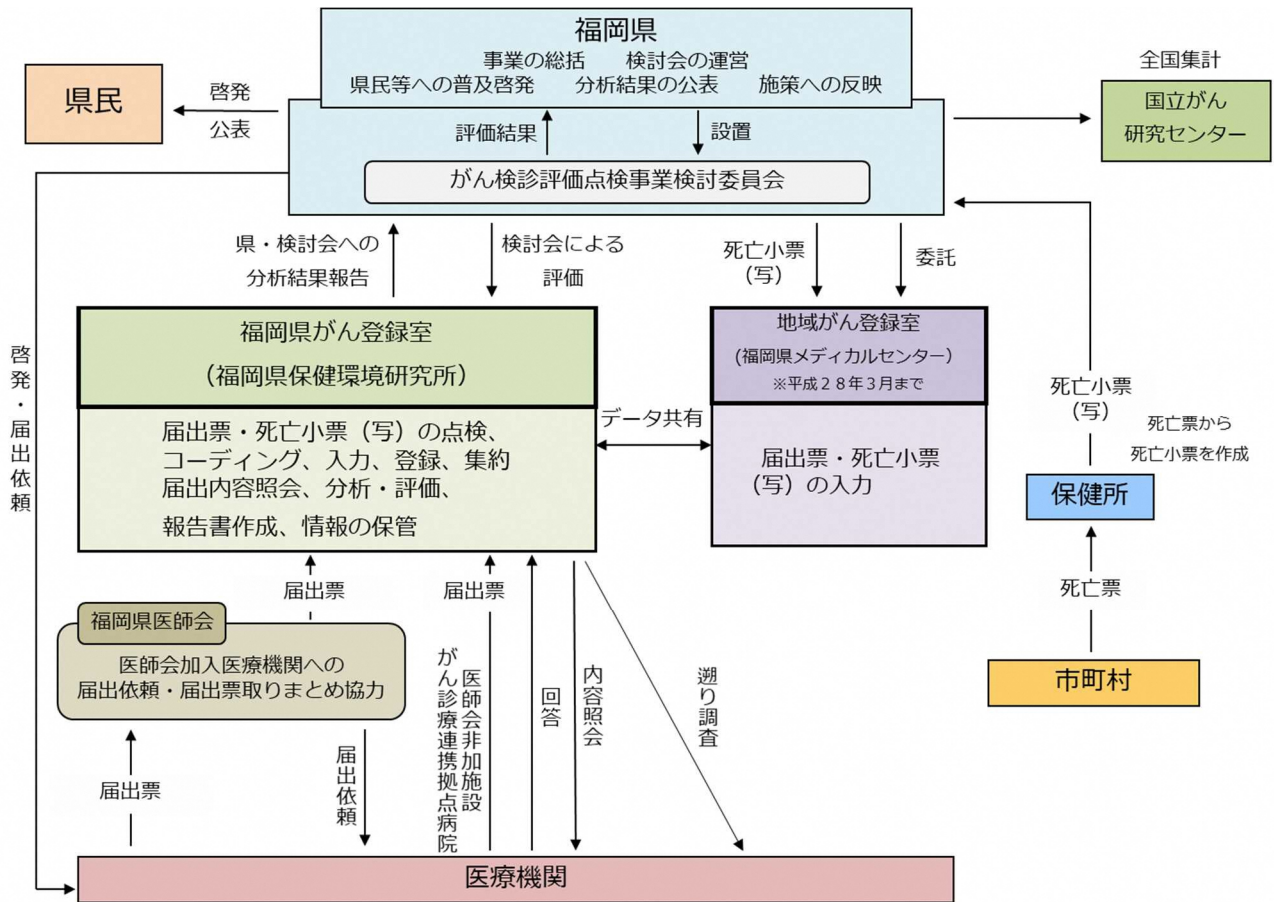 福岡県
事業の総括 検討会の運営
県民等への普及啓発 分析結果の公表 施策への反映
県民
啓発
公表
評価結果
設置
がん検診評価点検事業検討委員会
全国集計
国立がん
研究センター
県・検討会への
分析結果報告
検討会による
評価
死亡小票
（写）
委託
啓発・届出依頼
福岡県がん登録室
（福岡県保健環境研究所）
届出票・死亡小票（写）の点検、
コーディング、入力、登録、集約
届出内容照会、分析・評価、
報告書作成、情報の保管
データ共有
地域がん登録室
(福岡県メディカルセンター）
※平成２８年３月まで
届出票・死亡小票
（写）の入力
死亡小票
（写）
死亡票から
死亡小票を作成
保健所
死亡票
市町村
届出票
福岡県医師会
医師会加入医療機関への
届出依頼・届出票取りまとめ協力
届出票
届出依頼
届出票
医師会非加施設
がん診療連携拠点病院
回答
内容照会
遡り調査
医療機関